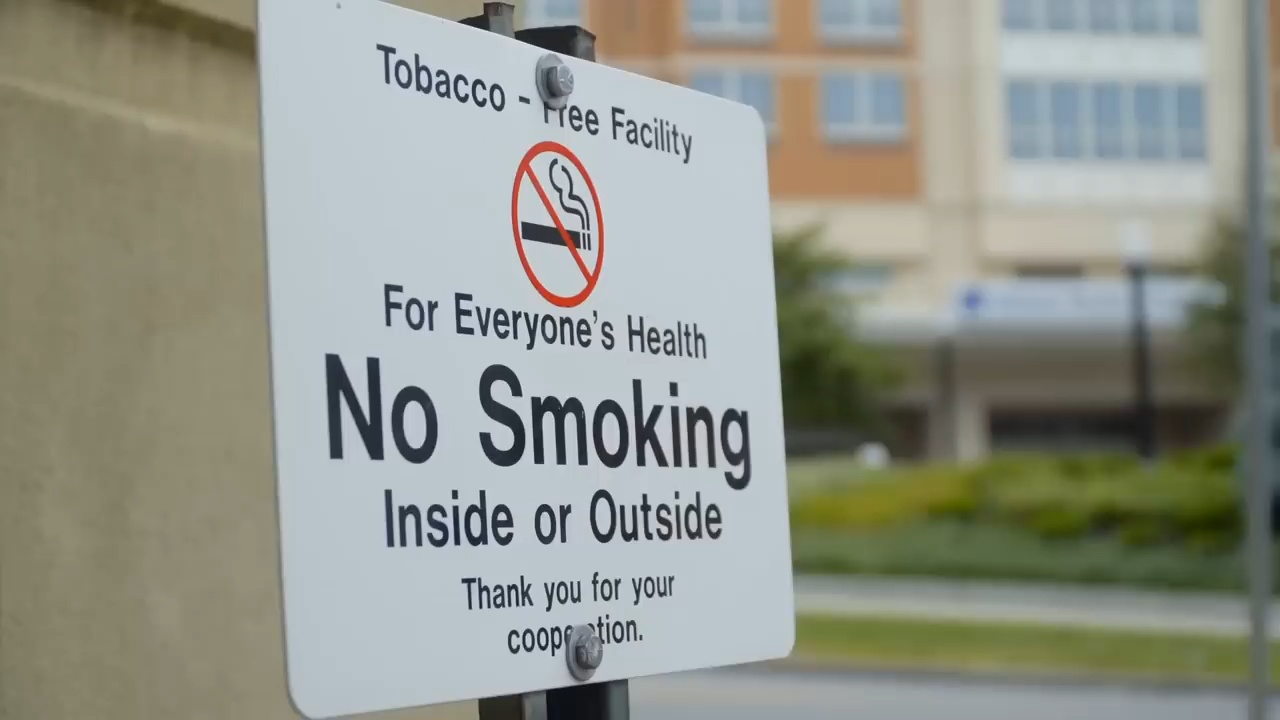 Tobacco - Free Facility
For Everyone's Health
No Smoking
Inside or Outside
Thank you for your
cooperation.